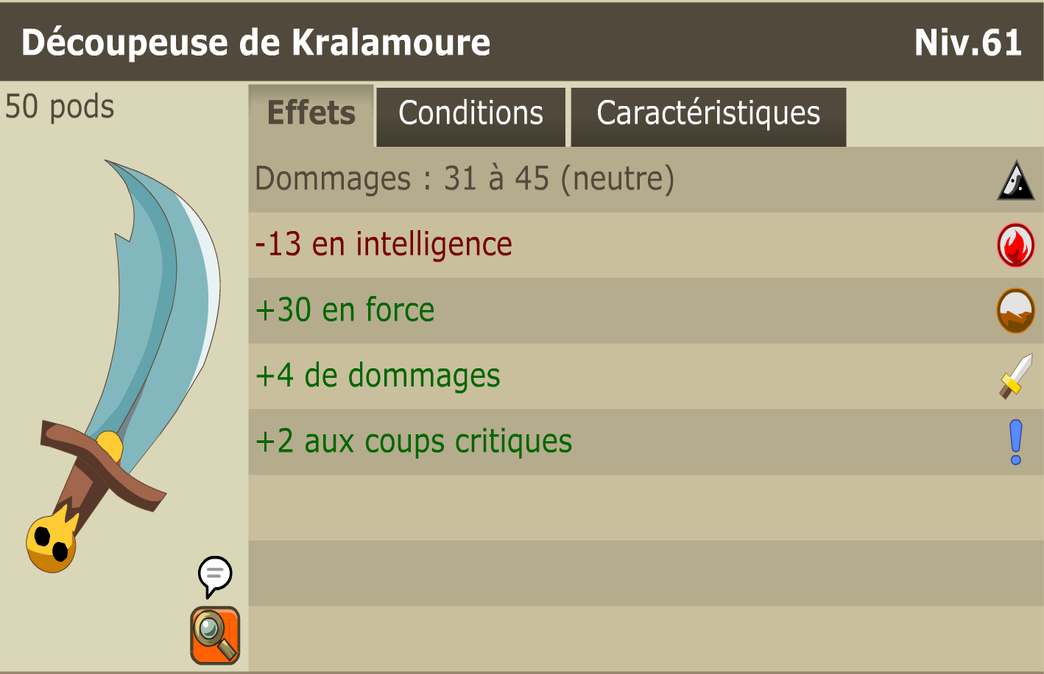 Découpeuse de Kralamoure Niv.61
50 pods
Effets Conditions Caractéristiques
Dommages : 31 à 45 (neutre)
-13 en intelligence
+30 en force
+4 de dommages
+2 aux coups critiques